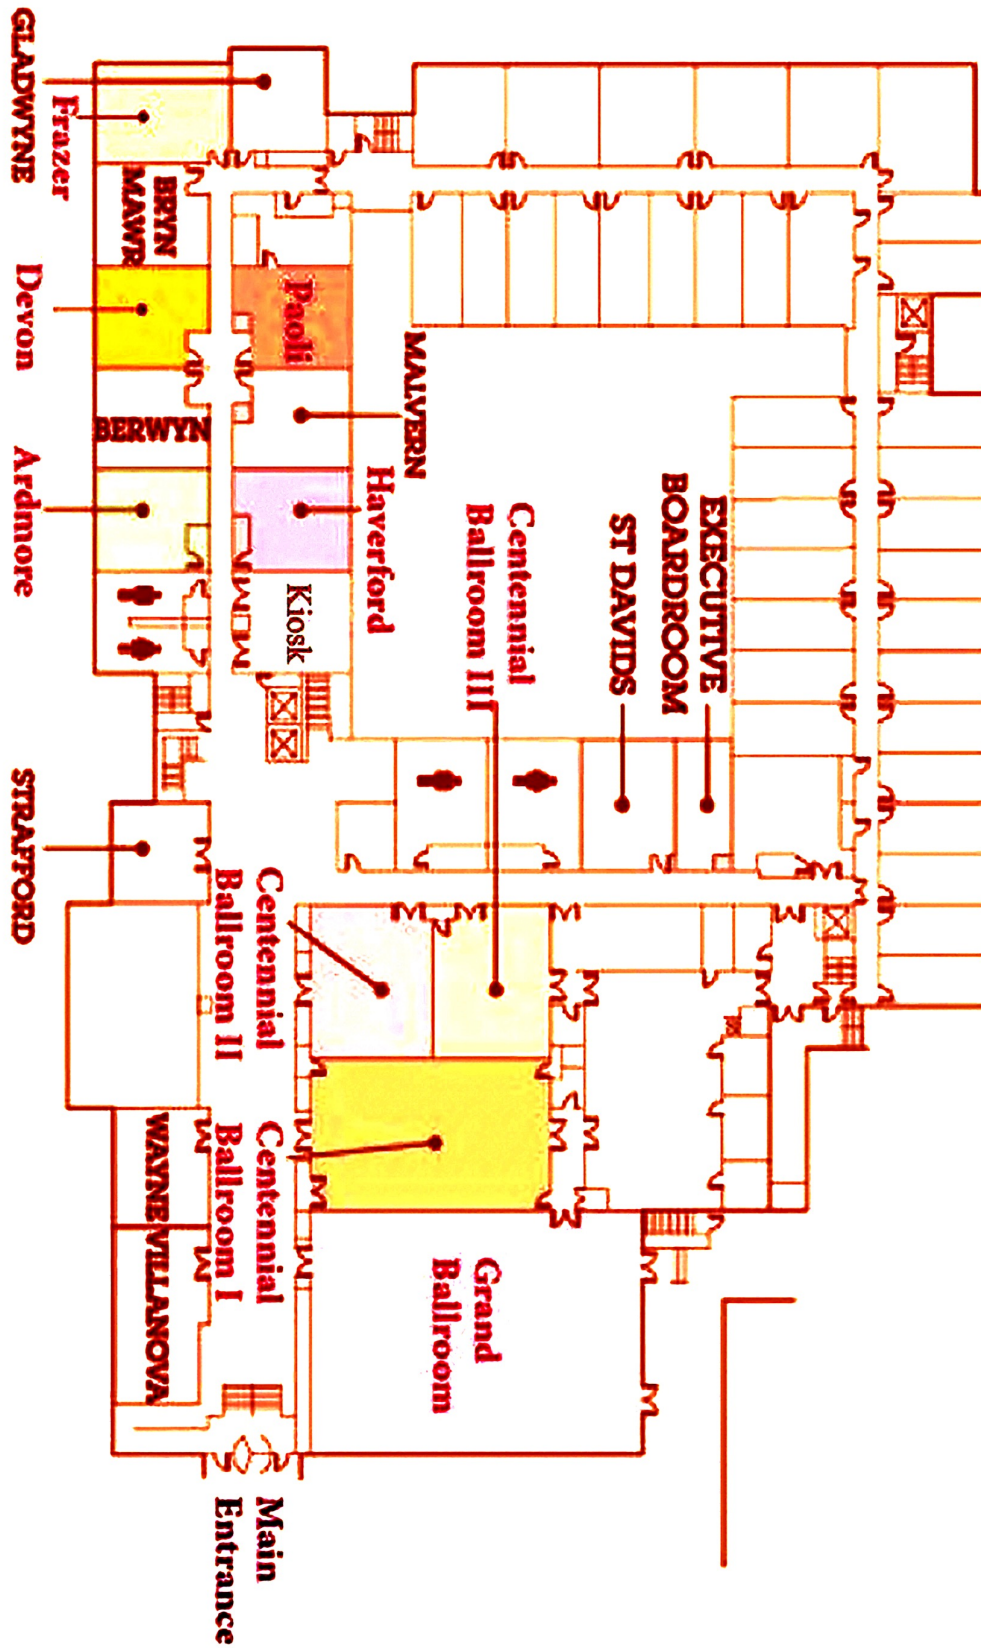 GLADWYNE
Frazer
BRYN
MAWR
Devon
Paoli
MALVERN
BERWYN
Ardmore
Haverford
Kiosk
Centennial
Ballroom III
EXECUTIVE
BOARDROOM
ST DAVIDS
STRAFFORD
Centennial
Ballroom II
Centennial
Ballroom I
WAYNE
VILLANOVA
Grand
Ballroom
Main
Entrance